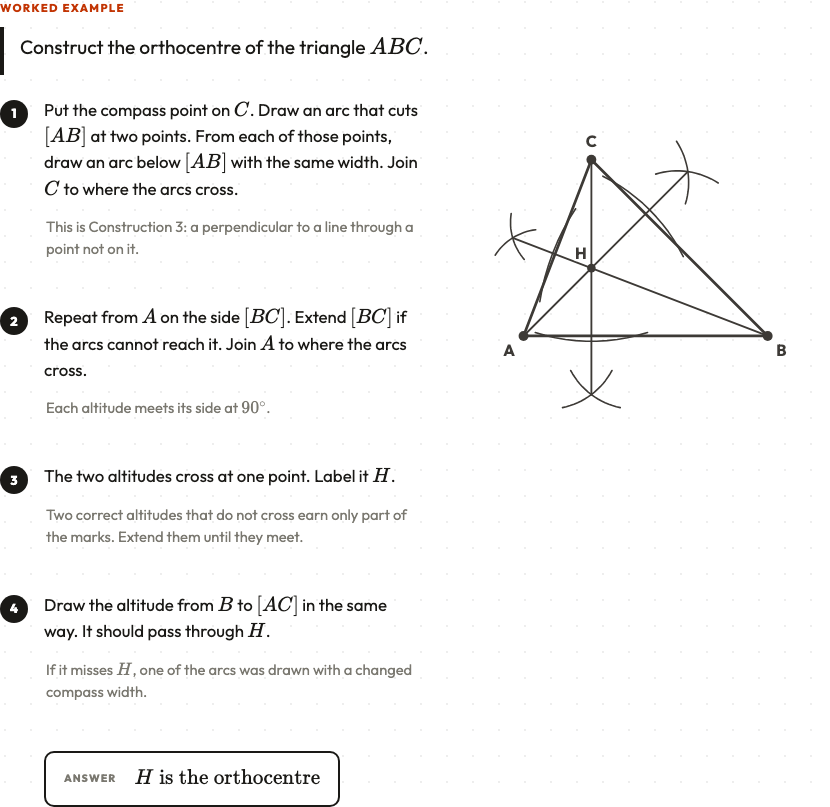 WORKED EXAMPLE
Construct the orthocentre of the triangle ABC.
1
Put the compass point on C. Draw an arc that cuts
[AB] at two points. From each of those points,
draw an arc below [AB] with the same width. Join
C to where the arcs cross.
This is Construction 3: a perpendicular to a line through a
point not on it.
2
Repeat from A on the side [BC]. Extend [BC] if
the arcs cannot reach it. Join A to where the arcs
cross.
Each altitude meets its side at 90°.
3
The two altitudes cross at one point. Label it H.
Two correct altitudes that do not cross earn only part of
the marks. Extend them until they meet.
4
Draw the altitude from B to [AC] in the same
way. It should pass through H.
If it misses H, one of the arcs was drawn with a changed
compass width.
ANSWER H is the orthocentre
C
H
A
B